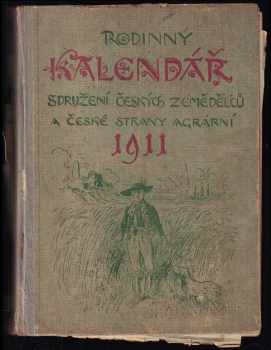 RODINNÝ
KALENDÁŘ
SDRUŽENÍ ČESKÝCH ZEMĚDĚLCŮ
A ČESKÉ STRANY AGRÁRNÍ
1911